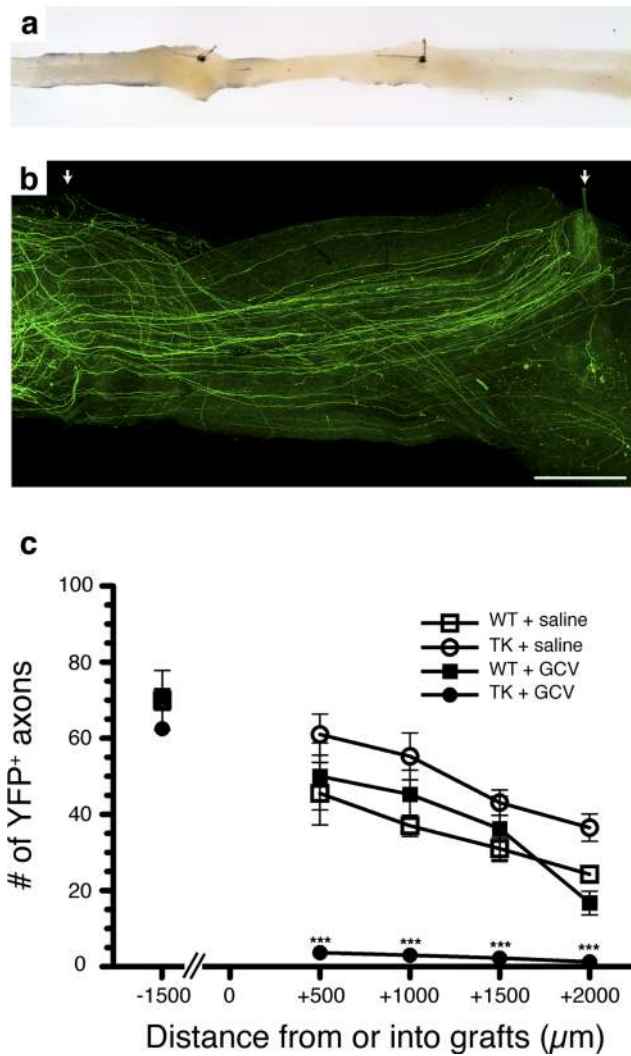 a
b
c
100
80
60
40
20
0
# of YFP+ axons
WT + saline
TK + saline
WT + GCV
TK + GCV
*** *** *** ***
-1500 0 +500 +1000 +1500 +2000
Distance from or into grafts (µm)